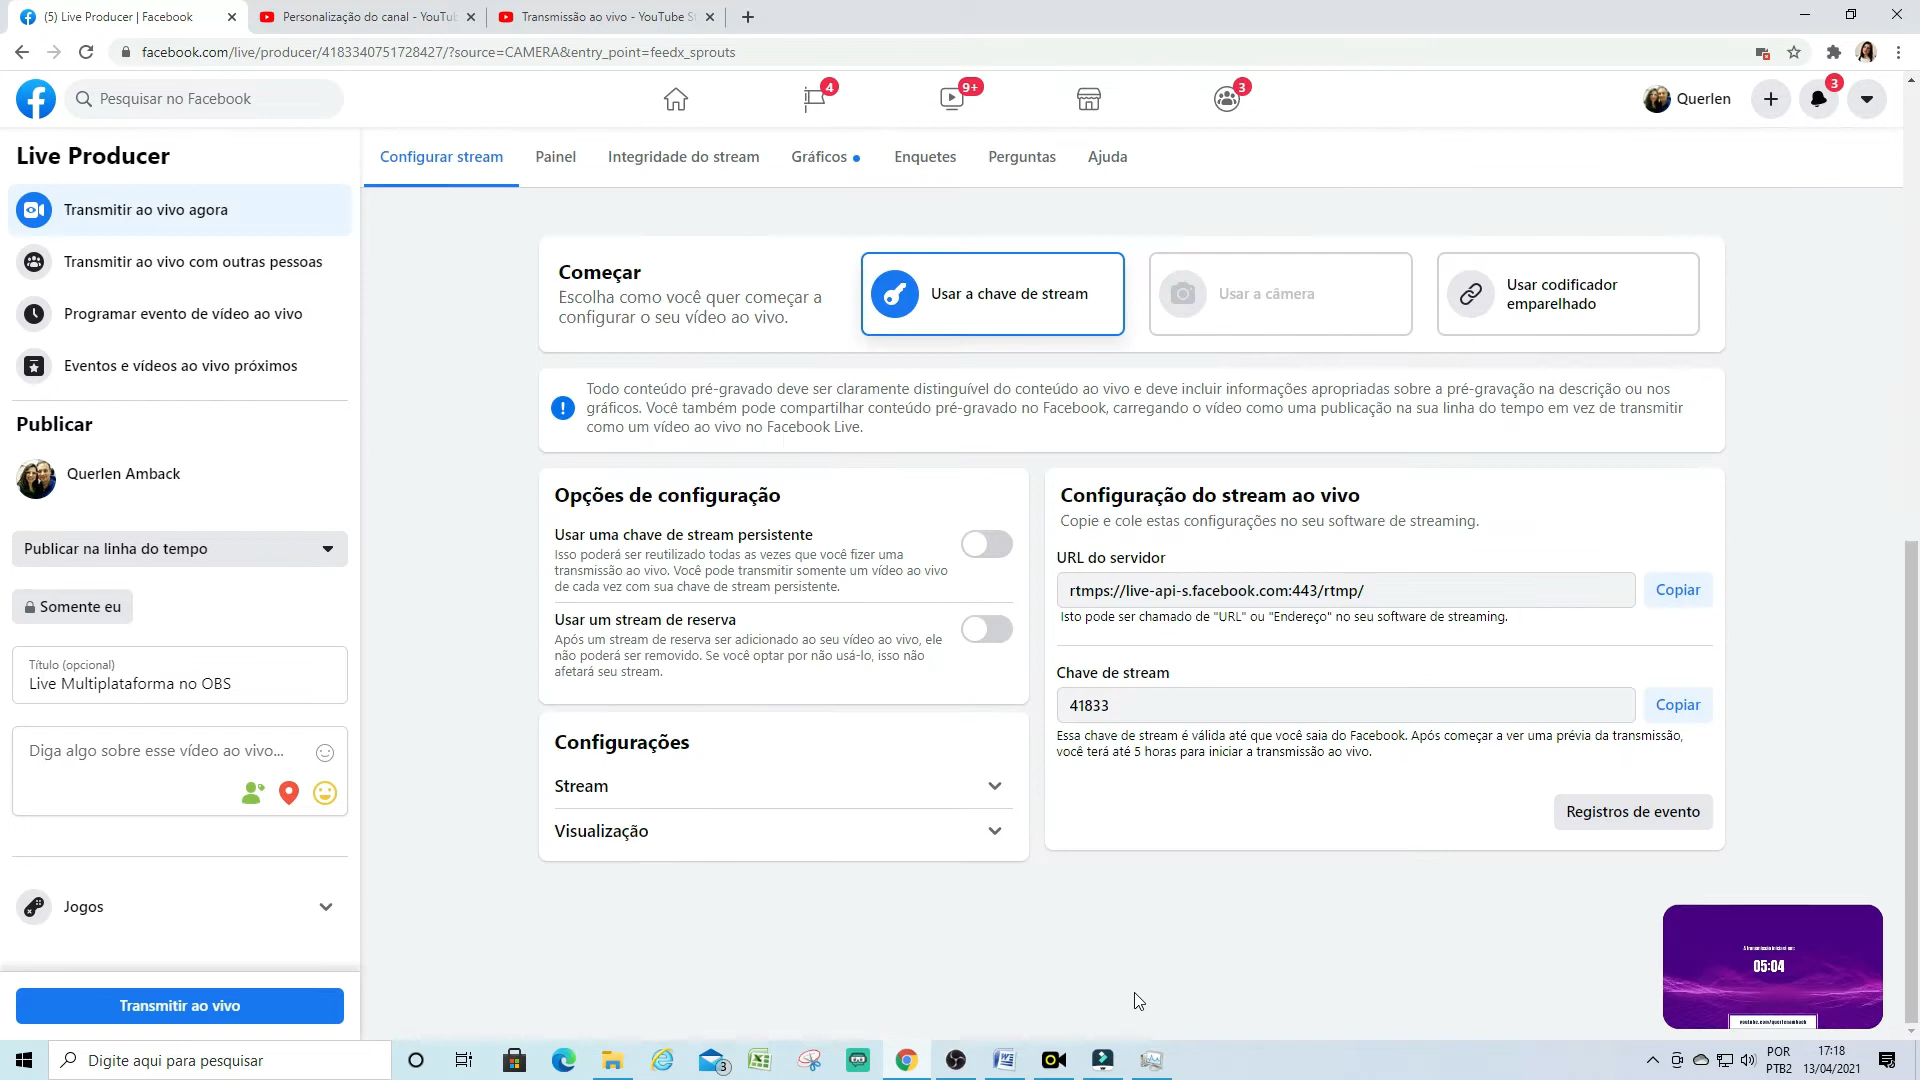 (5) Live Producer | Facebook
Personalização do canal - YouTu
Transmissão ao vivo - YouTube S
facebook.com/live/producer/4183340751728427/?source=CAMERA&entry_point=feedx_sprouts
Pesquisar no Facebook
4
9+
3
Querlen
3
Live Producer
Transmitir ao vivo agora
Transmitir ao vivo com outras pessoas
Programar evento de vídeo ao vivo
Eventos e vídeos ao vivo próximos
Publicar
Querlen Amback
Publicar na linha do tempo
Somente eu
Título (opcional)
Live Multiplataforma no OBS
Diga algo sobre esse vídeo ao vivo...
Jogos
Transmitir ao vivo
Configurar stream
Painel
Integridade do stream
Gráficos
Enquetes
Perguntas
Ajuda
Começar
Escolha como você quer começar a
configurar o seu vídeo ao vivo.
Usar a chave de stream
Usar a câmera
Usar codificador
emparelhado
Todo conteúdo pré-gravado deve ser claramente distinguível do conteúdo ao vivo e deve incluir informações apropriadas sobre a pré-gravação na descrição ou nos
gráficos. Você também pode compartilhar conteúdo pré-gravado no Facebook, carregando o vídeo como uma publicação na sua linha do tempo em vez de transmitir
como um vídeo ao vivo no Facebook Live.
Opções de configuração
Usar uma chave de stream persistente
Isso poderá ser reutilizado todas as vezes que você fizer uma
transmissão ao vivo. Você pode transmitir somente um vídeo ao vivo
de cada vez com sua chave de stream persistente.
Usar um stream de reserva
Após um stream de reserva ser adicionado ao seu vídeo ao vivo, ele
não poderá ser removido. Se você optar por não usá-lo, isso não
afetará seu stream.
Configurações
Stream
Visualização
Configuração do stream ao vivo
Copie e cole estas configurações no seu software de streaming.
URL do servidor
rtmps://live-api-s.facebook.com:443/rtmp/
Copiar
Isto pode ser chamado de "URL" ou "Endereço" no seu software de streaming.
Chave de stream
41833
Copiar
Essa chave de stream é válida até que você saia do Facebook. Após começar a ver uma prévia da transmissão,
você terá até 5 horas para iniciar a transmissão ao vivo.
Registros de evento
A transmissão iniciará em:
05:04
youtube.com/querlenamback
Digite aqui para pesquisar
3
POR
PTB2
17:18
13/04/2021